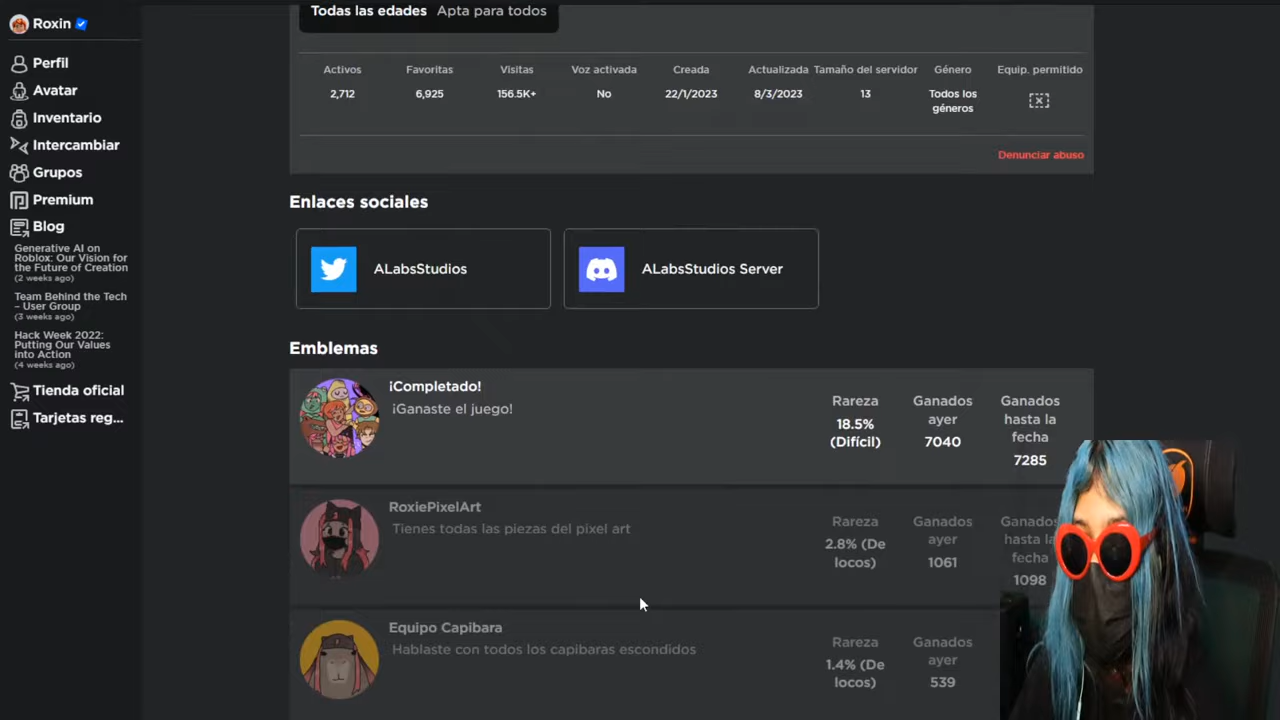 Roxin
Perfil
Avatar
Inventario
Intercambiar
Grupos
Premium
Blog
Generative AI on
Roblox: Our Vision for
the Future of Creation
(2 weeks ago)
Team Behind the Tech
– User Group
(3 weeks ago)
Hack Week 2022:
Putting Our Values
into Action
(4 weeks ago)
Tienda oficial
Tarjetas reg...
Todas las edades Apta para todos
Activos Favoritas Visitas Voz activada Creada Actualizada Tamaño del servidor Género Equip. permitido
2,712 6,925 156.5K+ No 22/1/2023 8/3/2023 13 Todos los
géneros
Denunciar abuso
Enlaces sociales
ALabsStudios
ALabsStudios Server
Emblemas
¡Completado!
¡Ganaste el juego!
Rareza
18.5%
(Difícil)
Ganados
ayer
7040
Ganados
hasta la
fecha
7285
RoxiePixelArt
Tienes todas las piezas del pixel art
Rareza
2.8% (De
locos)
Ganados
ayer
1061
Ganados
hasta la
fecha
1098
Equipo Capibara
Hablaste con todos los capibaras escondidos
Rareza
1.4% (De
locos)
Ganados
ayer
539